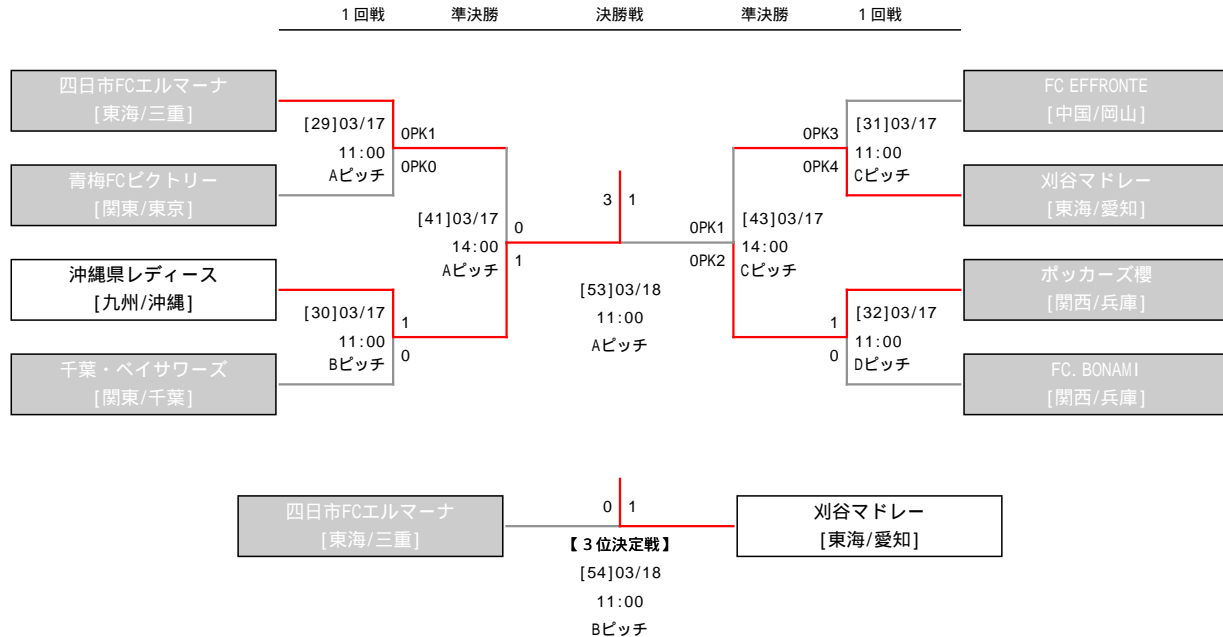 1回戦
準決勝
決勝戦
準決勝
1回戦
四日市FCエルマーナ
[東海/三重]
青梅FCビクトリー
[関東/東京]
沖縄県レディース
[九州/沖縄]
千葉・ベイサワーズ
[関東/千葉]
[29]03/17
11:00
Aピッチ
0PK1
0PK0
[30]03/17
11:00
Bピッチ
1
0
[41]03/17
14:00
Aピッチ
0
1
3
1
[53]03/18
11:00
Aピッチ
0PK1
0PK2
[43]03/17
14:00
Cピッチ
0PK3
0PK4
[31]03/17
11:00
Cピッチ
1
0
[32]03/17
11:00
Dピッチ
FC EFFRONTE
[中国/岡山]
刈谷マドレー
[東海/愛知]
ポッカーズ櫻
[関西/兵庫]
FC. BONAMI
[関西/兵庫]
四日市FCエルマーナ
[東海/三重]
0
1
【3位決定戦】
[54]03/18
11:00
Bピッチ
刈谷マドレー
[東海/愛知]